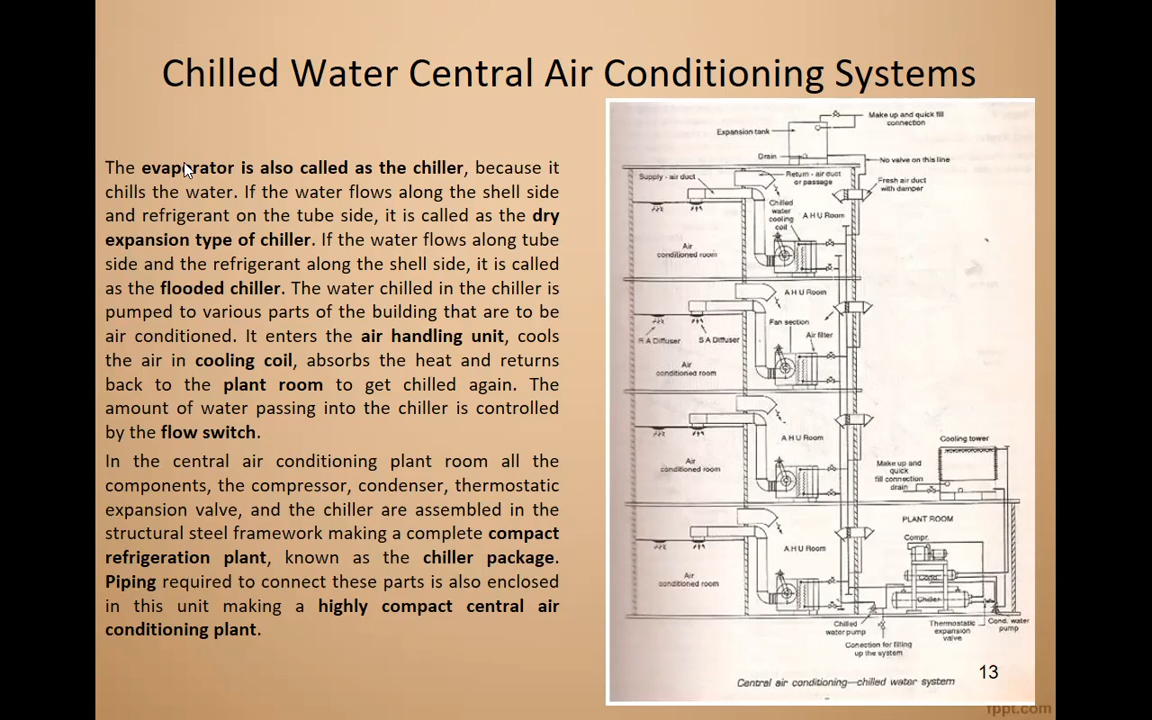 Chilled Water Central Air Conditioning Systems
The evaporator is also called as the chiller, because it
chills the water. If the water flows along the shell side
and refrigerant on the tube side, it is called as the dry
expansion type of chiller. If the water flows along tube
side and the refrigerant along the shell side, it is called
as the flooded chiller. The water chilled in the chiller is
pumped to various parts of the building that are to be
air conditioned. It enters the air handling unit, cools
the air in cooling coil, absorbs the heat and returns
back to the plant room to get chilled again. The
amount of water passing into the chiller is controlled
by the flow switch.
In the central air conditioning plant room all the
components, the compressor, condenser, thermostatic
expansion valve, and the chiller are assembled in the
structural steel framework making a complete compact
refrigeration plant, known as the chiller package.
Piping required to connect these parts is also enclosed
in this unit making a highly compact central air
conditioning plant.
Make up and quick fill
connection
Expansion tank
Drain
No valve on this line
Supply - air duct
Return - air duct
or passage
Fresh air duct
with damper
Chilled
water
cooling
coil
A H U Room
Air
conditioned room
A H U Room
Fan section
Air filter
R A Diffuser
S A Diffuser
Air
conditioned room
A H U Room
Air
conditioned room
Cooling tower
Make up and
quick
fill connection
drain
PLANT ROOM
Compr.
Cond.
Chiller
A H U Room
Air
conditioned room
Chilled
water pump
Thermostatic
expansion
valve
Cond. water
pump
Conection for filling
up the system
Central air conditioning—chilled water system
13
fppt.com